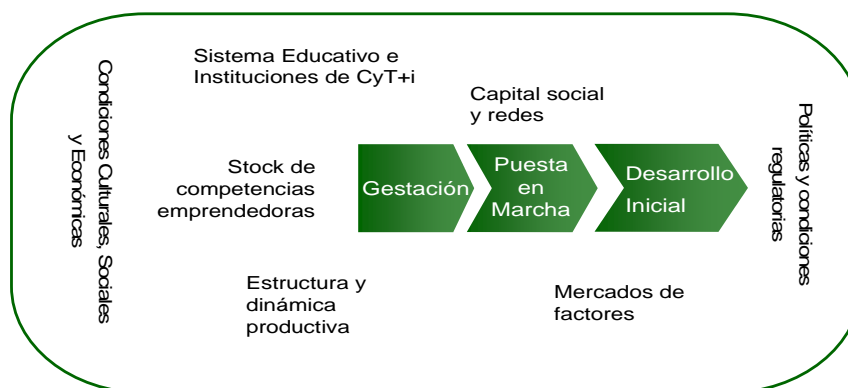 Condiciones Culturales, Sociales
y Económicas
Sistema Educativo e
Instituciones de CyT+i
Capital social
y redes
Stock de
competencias
emprendedoras
Gestación
Puesta
en
Marcha
Desarrollo
Inicial
Estructura y
dinámica
productiva
Mercados de
factores
Políticas y condiciones
regulatorias